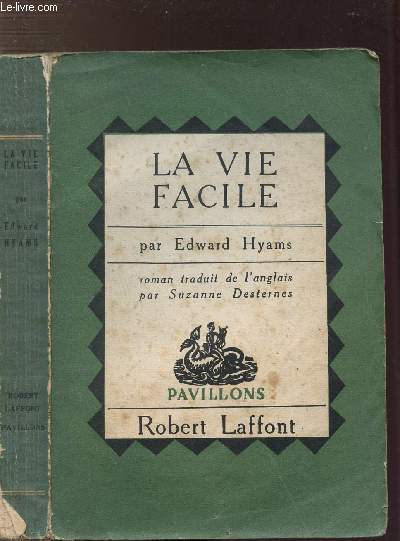 Le-livre.com
LA VIE
FACILE
par
Edward
HYAMS
ROBERT
LAFFONT
PAVILLONS
LA VIE
FACILE
par Edward Hyams
roman traduit de l'anglais
par Suzanne Desternes
PAVILLONS
Robert Laffont